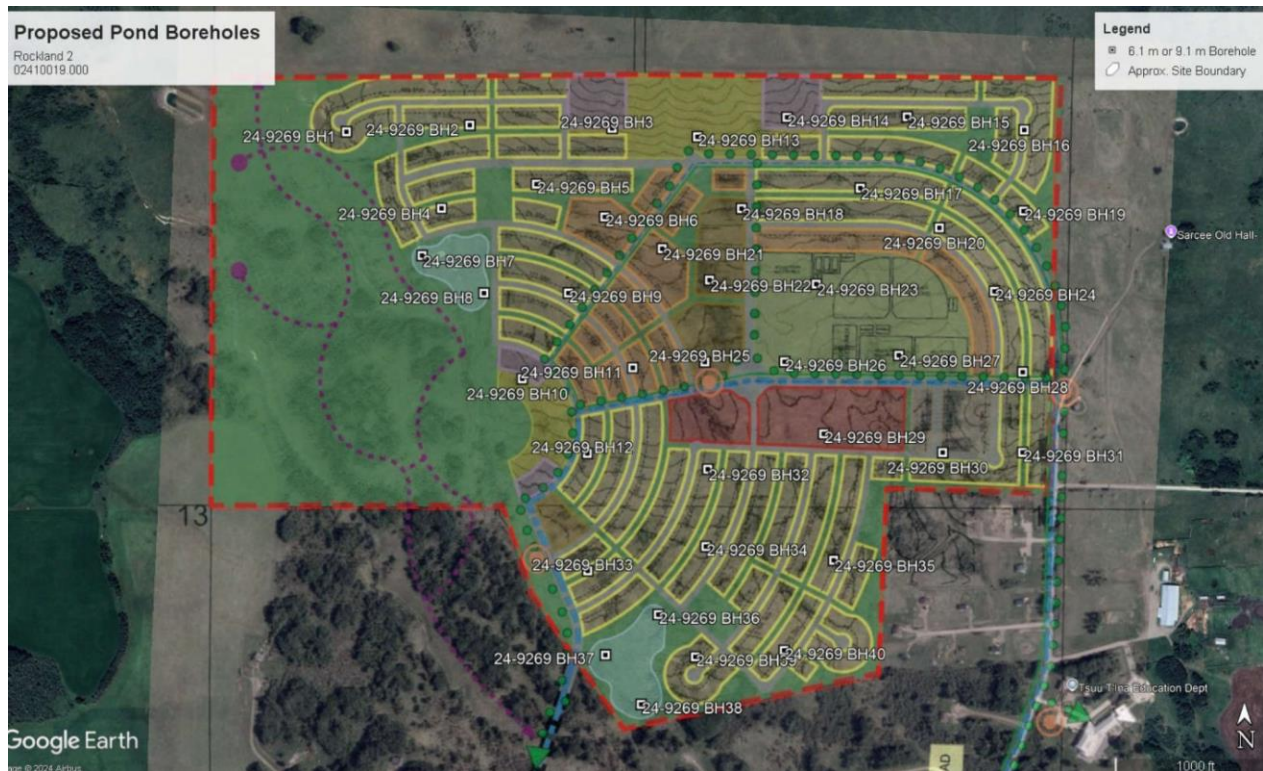 Proposed Pond Boreholes
Rockland 2
02410019.000
Legend
6.1 m or 9.1 m Borehole
Approx. Site Boundary
24-9269 BH1
24-9269 BH2
24-9269 BH3
24-9269 BH13
24-9269 BH14
24-9269 BH15
24-9269 BH16
24-9269 BH4
24-9269 BH5
24-9269 BH6
24-9269 BH17
24-9269 BH18
24-9269 BH19
24-9269 BH20
Sarcee Old Hall-
24-9269 BH7
24-9269 BH21
24-9269 BH8
24-9269 BH9
24-9269 BH22
24-9269 BH23
24-9269 BH24
24-9269 BH10
24-9269 BH11
24-9269 BH25
24-9269 BH26
24-9269 BH27
24-9269 BH28
24-9269 BH12
24-9269 BH29
24-9269 BH30
24-9269 BH31
24-9269 BH32
13
24-9269 BH33
24-9269 BH34
24-9269 BH35
24-9269 BH36
24-9269 BH37
24-9269 BH39
24-9269 BH40
24-9269 BH38
Tsuu T'ina Education Dept
AD
Google Earth
© 2024 Airbus
1000 ft
N